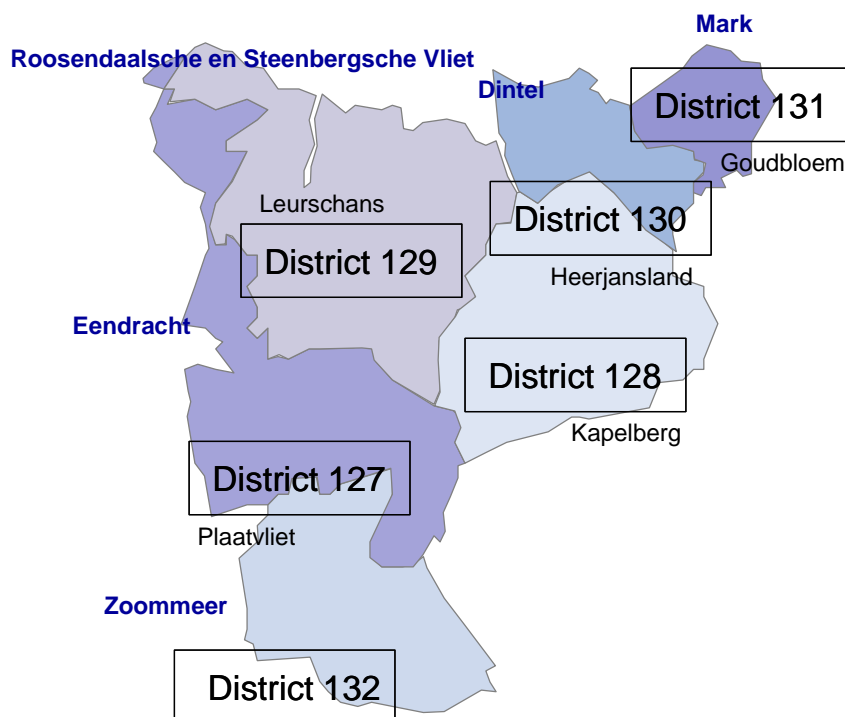 Mark
Roosendaalsche en Steenbergsche Vliet
Dintel
District 131
Goudbloem
Leurschans
District 130
District 129
Heerjansland
Eendracht
District 128
Kapelberg
District 127
Plaatvliet
Zoommeer
District 132